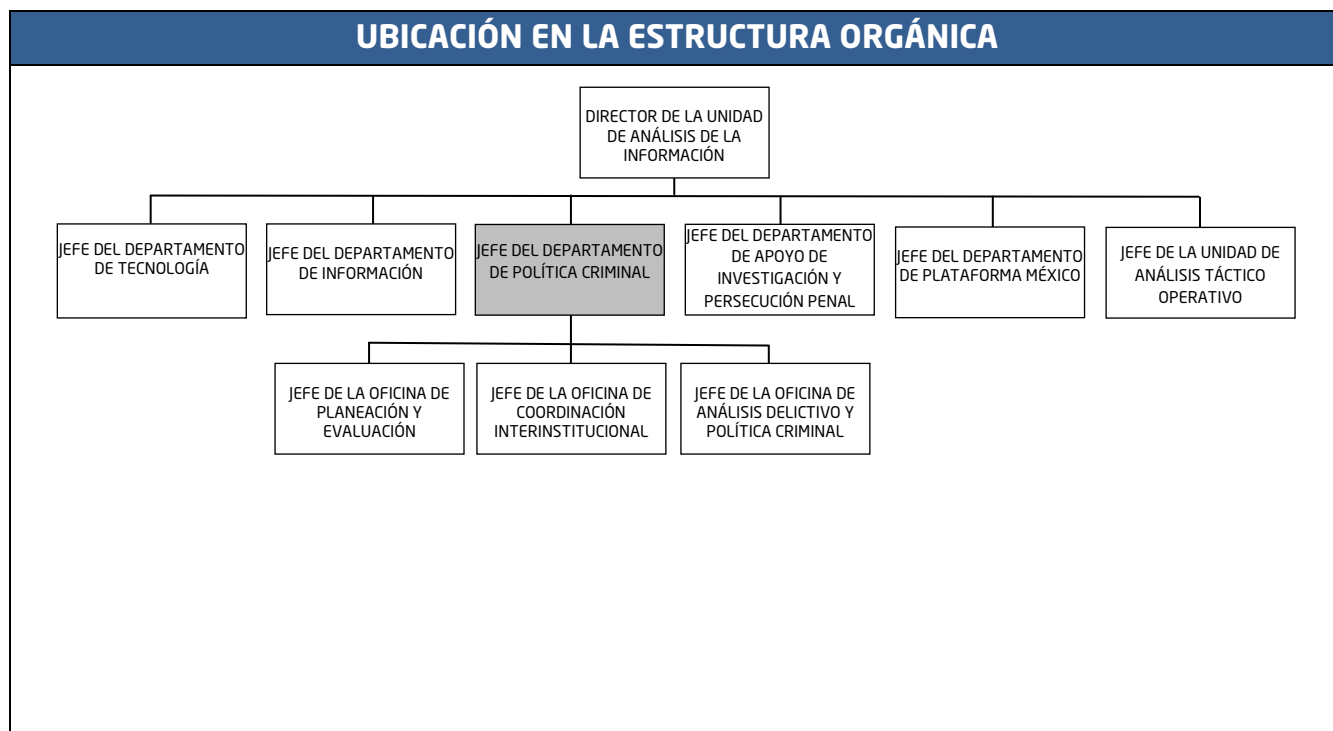 UBICACIÓN EN LA ESTRUCTURA ORGÁNICA
DIRECTOR DE LA UNIDAD
DE ANÁLISIS DE LA
INFORMACIÓN
JEFE DEL DEPARTAMENTO
DE TECNOLOGÍA
JEFE DEL DEPARTAMENTO
DE INFORMACIÓN
JEFE DEL DEPARTAMENTO
DE POLÍTICA CRIMINAL
JEFE DEL DEPARTAMENTO
DE APOYO DE
INVESTIGACIÓN Y
PERSECUCIÓN PENAL
JEFE DEL DEPARTAMENTO
DE PLATAFORMA MÉXICO
JEFE DE LA UNIDAD DE
ANÁLISIS TÁCTICO
OPERATIVO
JEFE DE LA OFICINA DE
PLANEACIÓN Y
EVALUACIÓN
JEFE DE LA OFICINA DE
COORDINACIÓN
INTERINSTITUCIONAL
JEFE DE LA OFICINA DE
ANÁLISIS DELICTIVO Y
POLÍTICA CRIMINAL